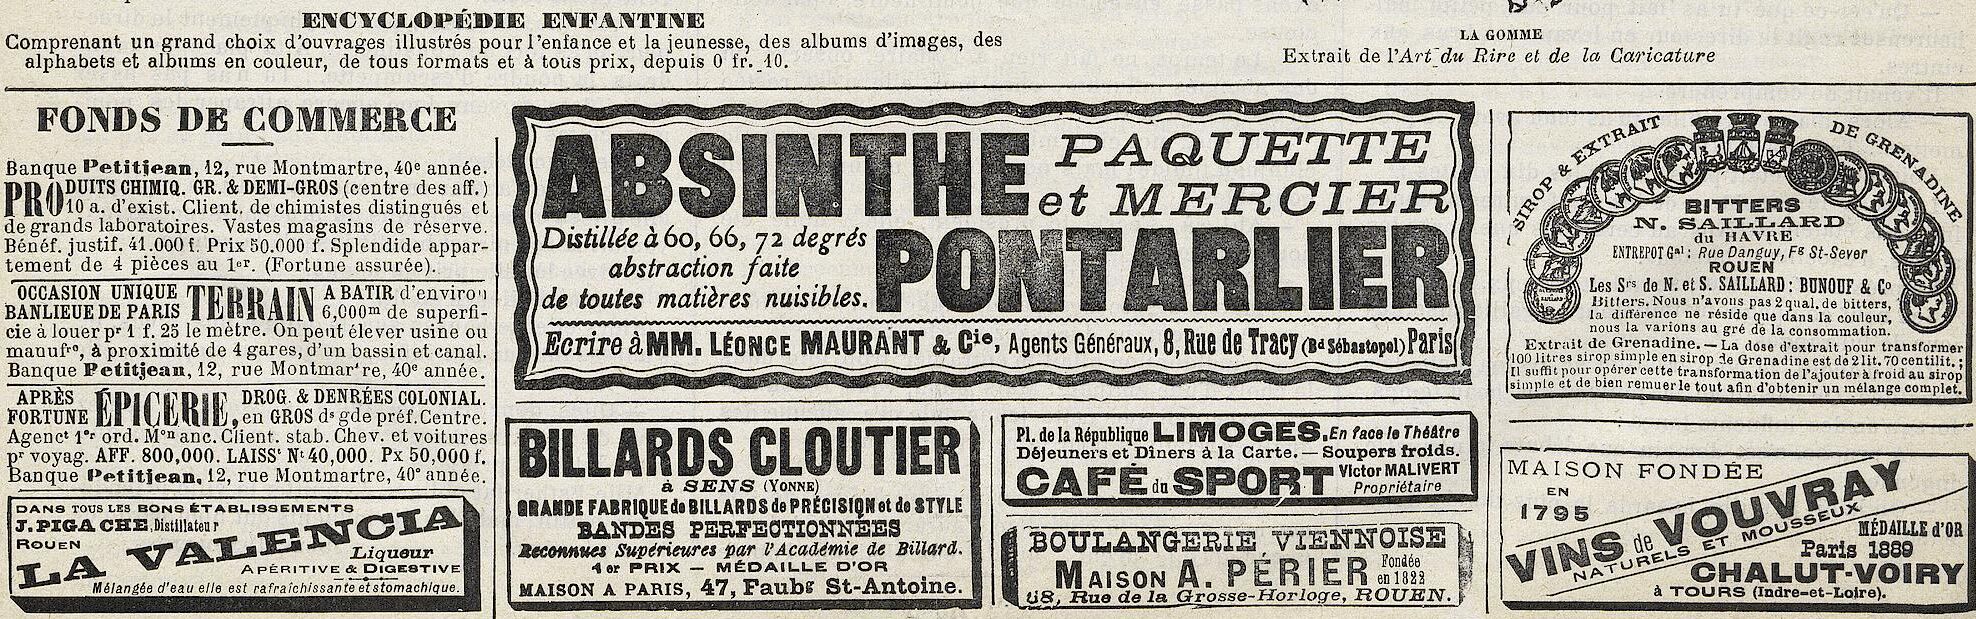 ENCYCLOPÉDIE ENFANTINE
Comprenant un grand choix d'ouvrages illustrés pour l'enfance et la jeunesse, des albums d'images, des
alphabets et albums en couleur, de tous formats et à tous prix, depuis 0 fr. 10.
LA GOMME
Extrait de l'Art du Rire et de la Caricature
FONDS DE COMMERCE
Banque Petitjean, 12, rue Montmartre, 40e année.
PRODUITS CHIMIQ. GR. & DEMI-GROS (centre des aff.)
10 a. d'exist. Client. de chimistes distingués et
de grands laboratoires. Vastes magasins de réserve.
Bénéf. justif. 41.000 f. Prix 50.000 f. Splendide appar-
tement de 4 pièces au 1er. (Fortune assurée).
OCCASION UNIQUE TERRAIN A BATIR d'environ
BANLIEUE DE PARIS 6,000m de superfi-
cie à louer pr 1 f. 25 le mètre. On peut élever usine ou
manufre, à proximité de 4 gares, d'un bassin et canal.
Banque Petitjean, 12, rue Montmar're, 40e année.
APRÈS FORTUNE ÉPICERIE, DROG. & DENRÉES COLONIAL.
en GROS ds gde préf. Centre.
Agenct 1er ord. Mon anc. Client. stab. Chev. et voitures
pr voyag. AFF. 800,000. LAISSt Nt 40,000. Px 50,000 f.
Banque Petitjean, 12, rue Montmartre, 40e année.
DANS TOUS LES BONS ÉTABLISSEMENTS
J. PIGACHE, Distillateur
ROUEN
LA VALENCIA
Liqueur
APÉRITIVE & DIGESTIVE
Mélangée d'eau elle est rafraichissante et stomachique.
ABSINTHE PAQUETTE
et MERCIER
Distillée à 60, 66, 72 degrés
abstraction faite
de toutes matières nuisibles.
PONTARLIER
Ecrire à MM. LÉONCE MAURANT & Cie, Agents Généraux, 8, Rue de Tracy (Bd Sébastopol) Paris
BILLARDS CLOUTIER
à SENS (YONNE)
GRANDE FABRIQUE de BILLARDS de PRÉCISION et de STYLE
BANDES PERFECTIONNÉES
Reconnues Supérieures par l'Académie de Billard.
1er PRIX — MÉDAILLE D'OR
MAISON A PARIS, 47, Faubg St-Antoine.
Pl. de la République LIMOGES. En face le Théâtre
Déjeuners et Dîners à la Carte. — Soupers froids.
CAFÉ du SPORT Victor MALIVERT
Propriétaire
BOULANGERIE VIENNOISE
MAISON A. PÉRIER Fondée en 1822
68, Rue de la Grosse-Horloge, ROUEN.
SIROP & EXTRAIT DE GRENADINE
BITTERS
N. SAILLARD
du HAVRE
ENTREPOT Gal : Rue Danguy, Fg St-Sever
ROUEN
Les Srs de N. et S. SAILLARD : BUNOUF & Co
Bitters. Nous n'avons pas 2 qual. de bitters,
la différence ne réside que dans la couleur,
nous la varions au gré de la consommation.
Extrait de Grenadine. — La dose d'extrait pour transformer
100 litres sirop simple en sirop de Grenadine est de 2 lit. 70 centilit.;
Il suffit pour opérer cette transformation de l'ajouter à froid au sirop
simple et de bien remuer le tout afin d'obtenir un mélange complet.
MAISON FONDÉE
EN
1795
VINS de VOUVRAY
NATURELS ET MOUSSEUX
MÉDAILLE d'OR
Paris 1889
CHALUT-VOIRY
à TOURS (Indre-et-Loire).